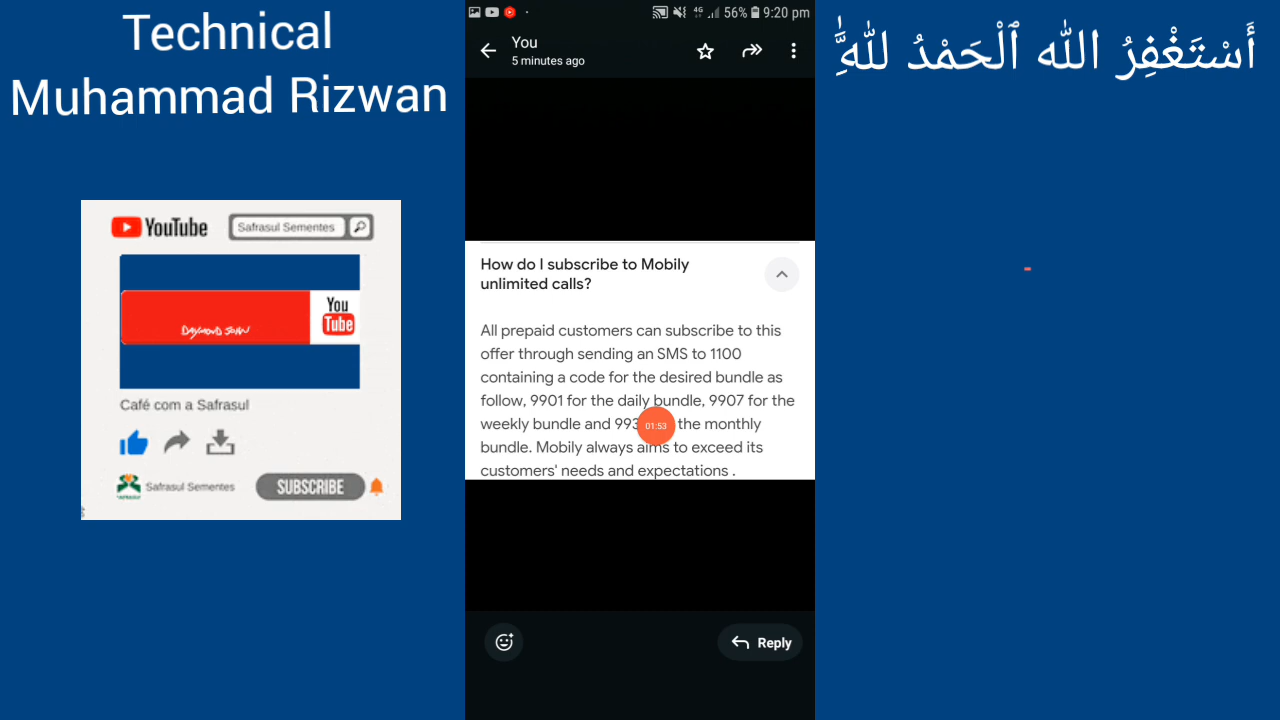 Technical
Muhammad Rizwan
YouTube
Safrasul Sementes
You
Tube
Café com a Safrasul
Safrasul Sementes
SUBSCRIBE
56% 9:20 pm
4G
You
5 minutes ago
How do I subscribe to Mobily
unlimited calls?
All prepaid customers can subscribe to this
offer through sending an SMS to 1100
containing a code for the desired bundle as
follow, 9901 for the daily bundle, 9907 for the
weekly bundle and the monthly
01:53
bundle. Mobily always aims to exceed its
customers' needs and expectations .
Reply
أَسْتَغْفِرُ الله ٱلْحَمْدُ لِلَّٰهِ